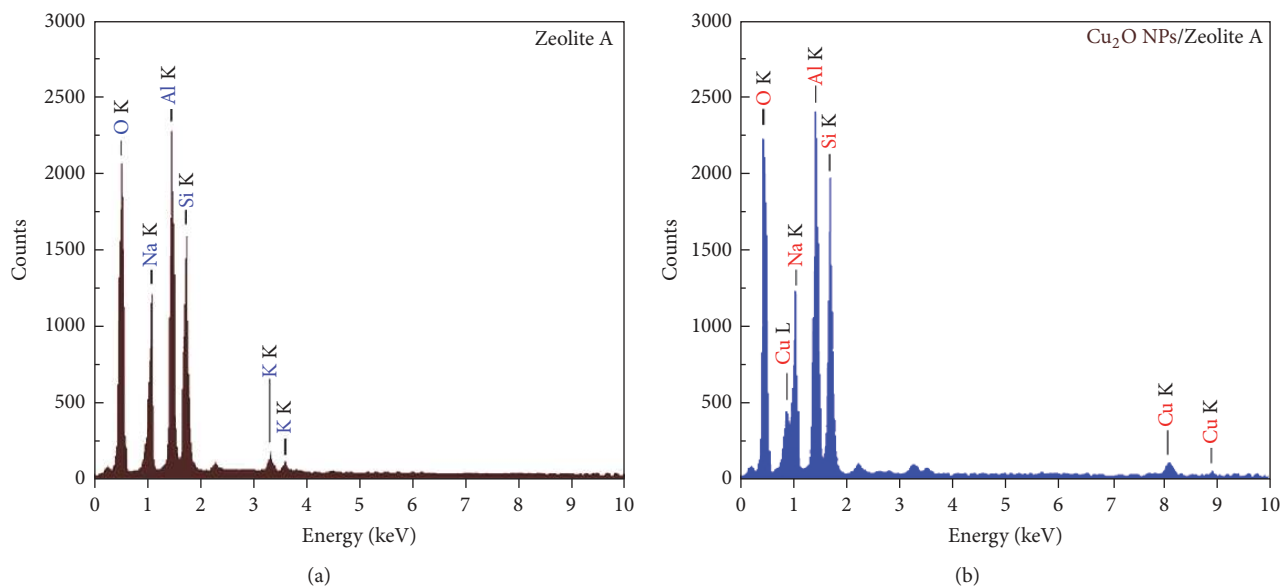 3000
2500
2000
1500
1000
500
0
Counts
Zeolite A
O K
Na K
Al K
Si K
K K
K K
0 1 2 3 4 5 6 7 8 9 10
Energy (keV)
(a)
3000
2500
2000
1500
1000
500
0
Counts
Cu₂O NPs/Zeolite A
O K
Cu L
Na K
Al K
Si K
Cu K
Cu K
0 1 2 3 4 5 6 7 8 9 10
Energy (keV)
(b)